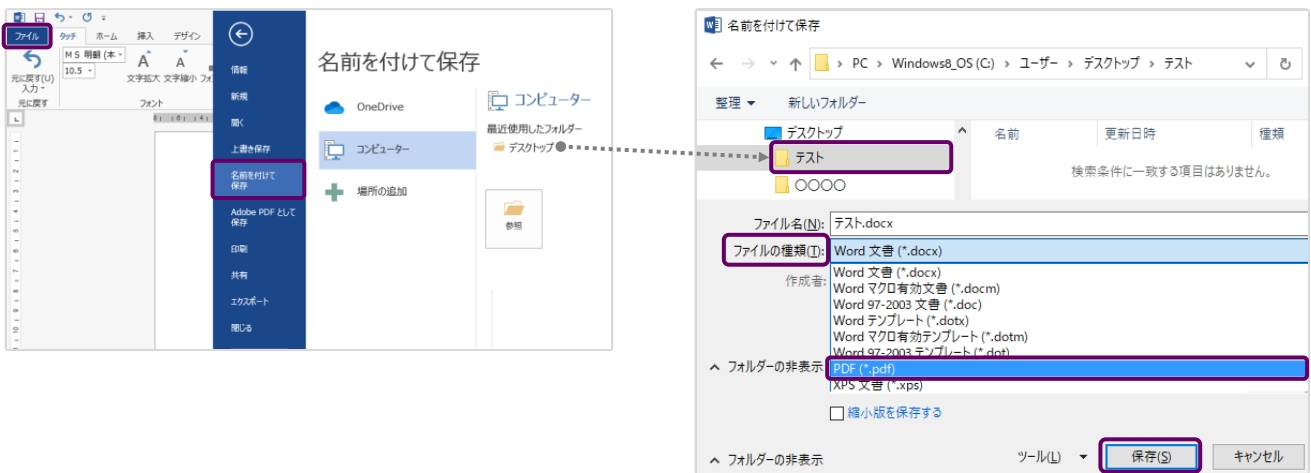 ファイル タッチ ホーム 挿入 デザイン
元に戻す(U) 入力
MS 明朝 (本
10.5
A A
文字拡大 文字縮小 フォ
元に戻す フォント
L
8 6 4
情報
新規
開く
上書き保存
名前を付けて
保存
Adobe PDF として
保存
印刷
共有
エクスポート
閉じる
名前を付けて保存
OneDrive
コンピューター
場所の追加
コンピューター
最近使用したフォルダー
デスクトップ
参照
名前を付けて保存
PC › Windows8_OS (C:) › ユーザー › デスクトップ › テスト
整理 新しいフォルダー
デスクトップ
テスト
〇〇〇〇
名前 更新日時 種類
検索条件に一致する項目はありません。
ファイル名(N): テスト.docx
ファイルの種類(T): Word 文書 (*.docx)
作成者:
Word 文書 (*.docx)
Word マクロ有効文書 (*.docm)
Word 97-2003 文書 (*.doc)
Word テンプレート (*.dotx)
Word マクロ有効テンプレート (*.dotm)
Word 97-2003 テンプレート (*.dot)
フォルダーの非表示
PDF (*.pdf)
XPS 文書 (*.xps)
縮小版を保存する
フォルダーの非表示 ツール(L) 保存(S) キャンセル